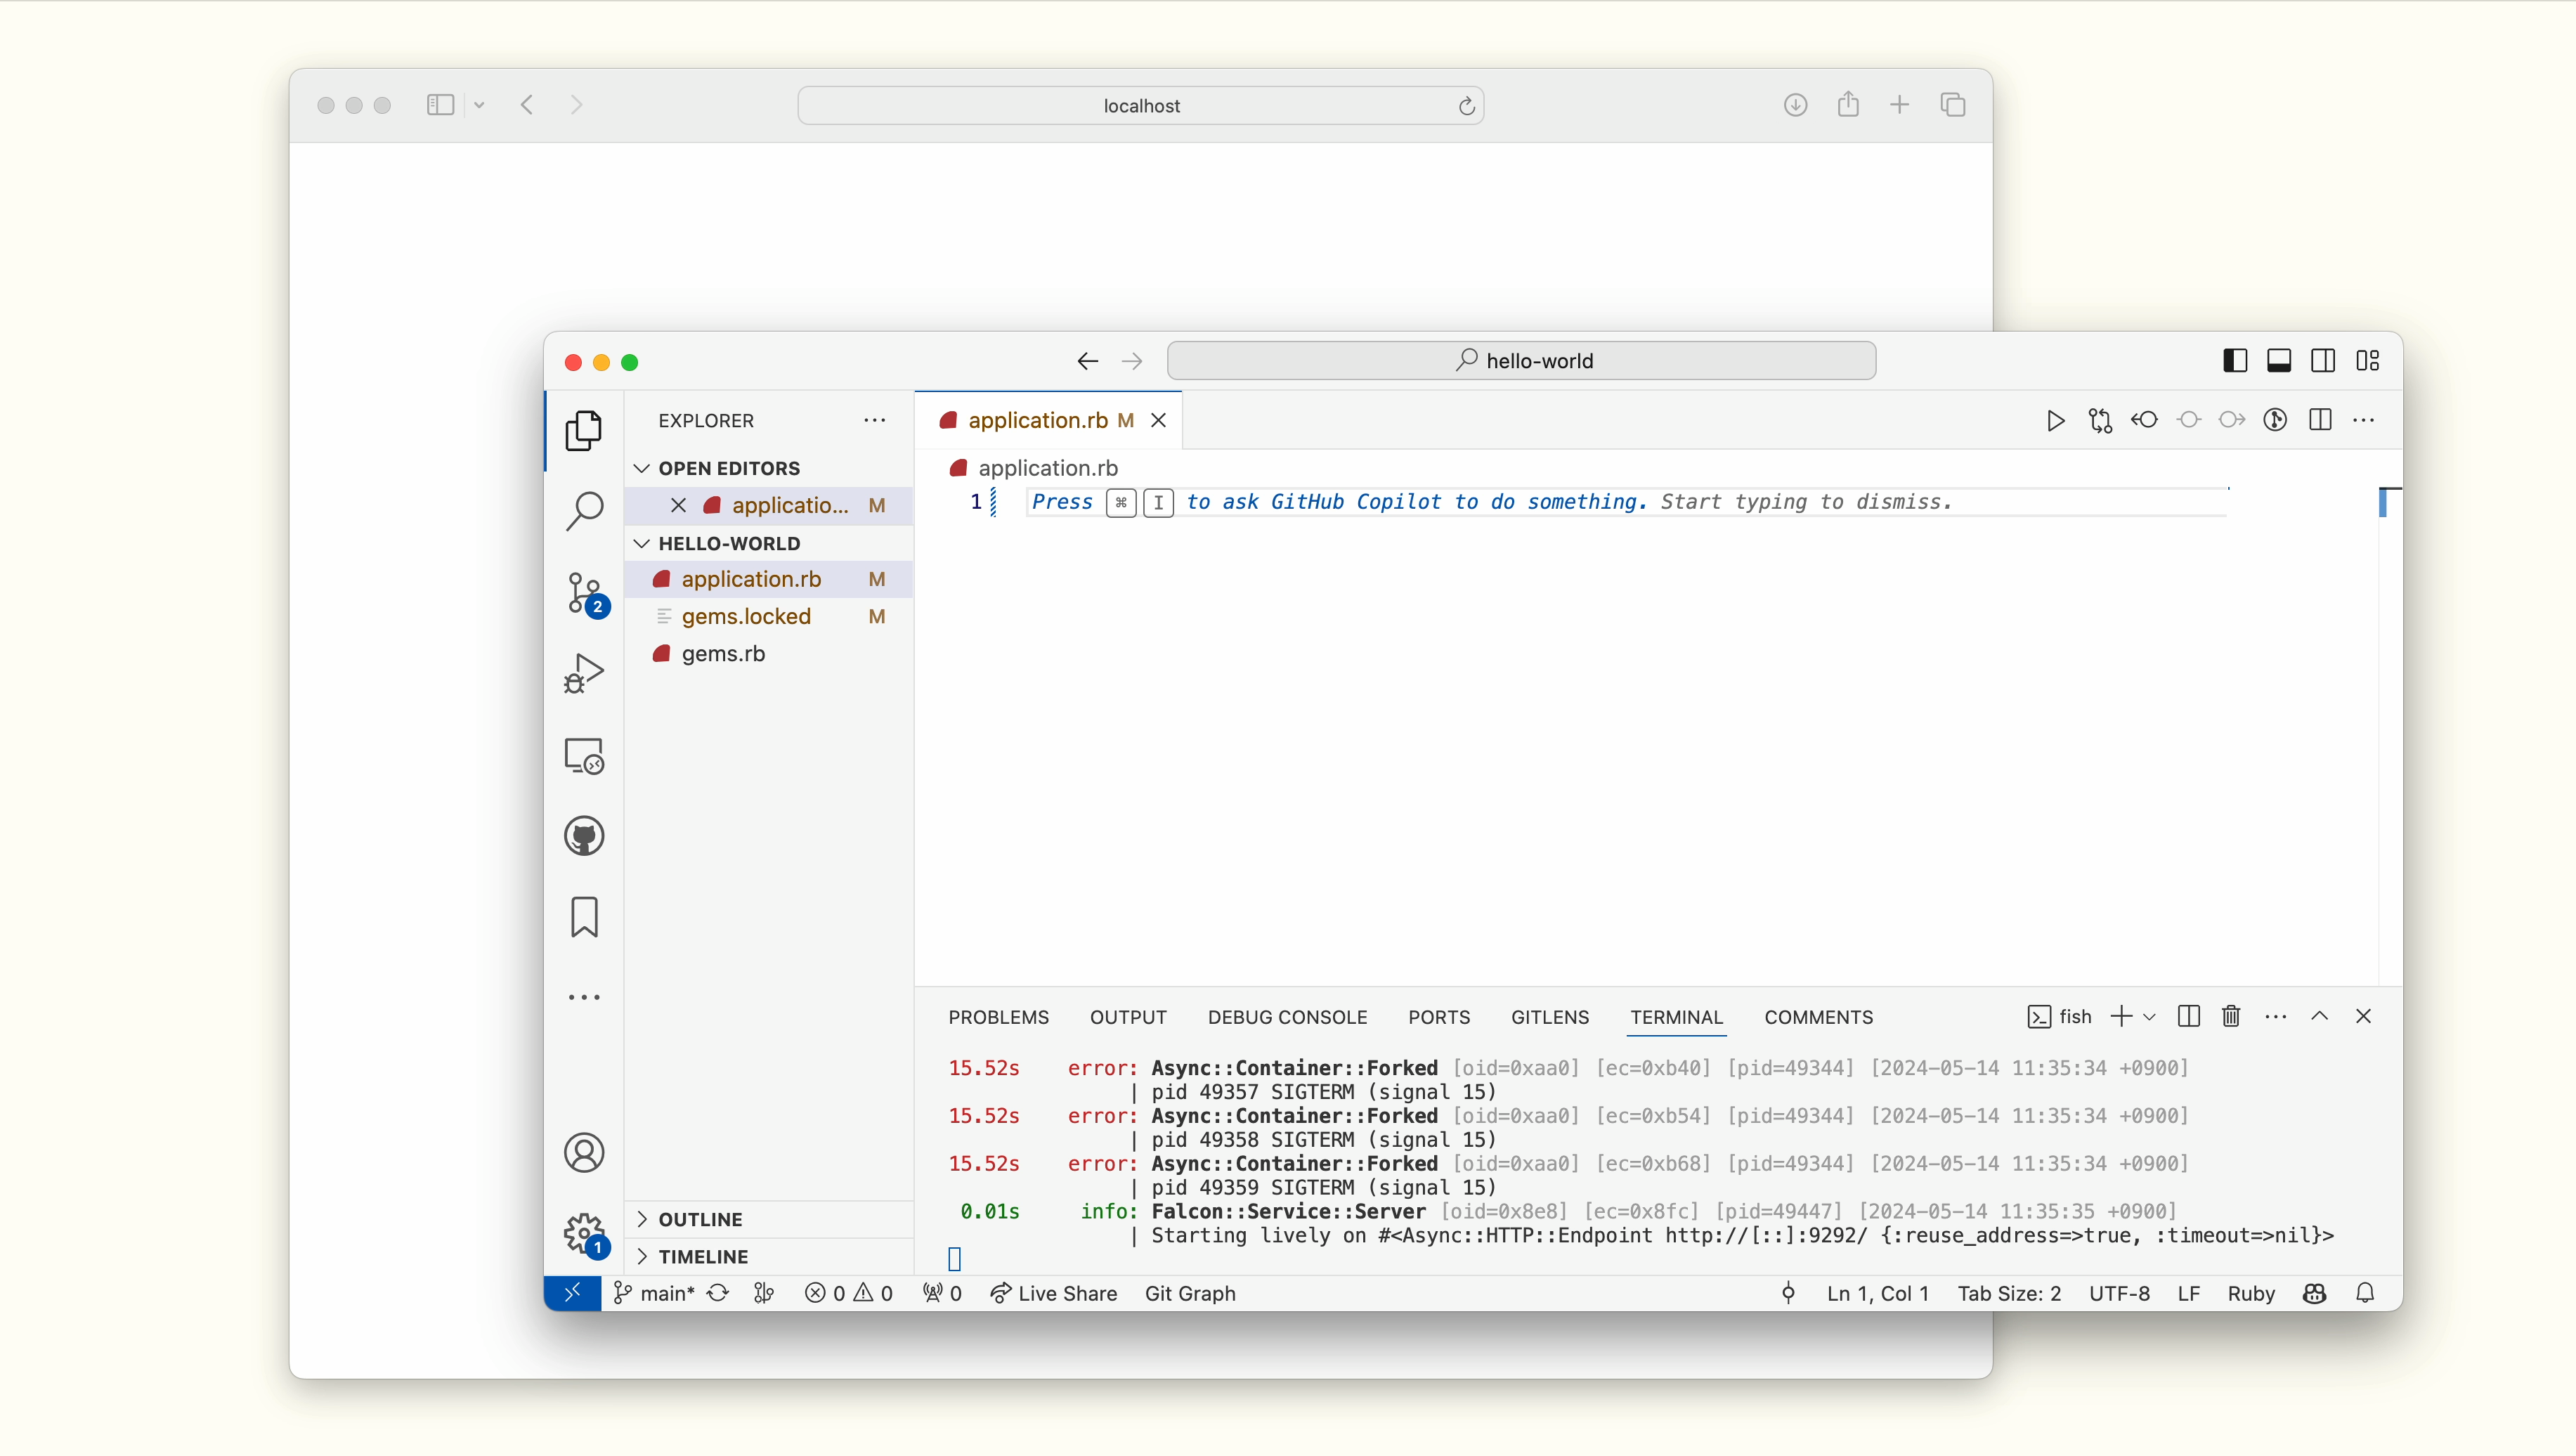 localhost
hello-world
EXPLORER
OPEN EDITORS
applicatio... M
HELLO-WORLD
application.rb M
gems.locked M
gems.rb
OUTLINE
TIMELINE
2
1
application.rb M
application.rb
1 Press ⌘ I to ask GitHub Copilot to do something. Start typing to dismiss.
PROBLEMS OUTPUT DEBUG CONSOLE PORTS GITLENS TERMINAL COMMENTS fish
15.52s error: Async::Container::Forked [oid=0xaa0] [ec=0xb40] [pid=49344] [2024-05-14 11:35:34 +0900]
| pid 49357 SIGTERM (signal 15)
15.52s error: Async::Container::Forked [oid=0xaa0] [ec=0xb54] [pid=49344] [2024-05-14 11:35:34 +0900]
| pid 49358 SIGTERM (signal 15)
15.52s error: Async::Container::Forked [oid=0xaa0] [ec=0xb68] [pid=49344] [2024-05-14 11:35:34 +0900]
| pid 49359 SIGTERM (signal 15)
0.01s info: Falcon::Service::Server [oid=0x8e8] [ec=0x8fc] [pid=49447] [2024-05-14 11:35:35 +0900]
| Starting lively on #<Async::HTTP::Endpoint http://[::]:9292/ {:reuse_address=>true, :timeout=>nil}>
main* 0 0 0 Live Share Git Graph Ln 1, Col 1 Tab Size: 2 UTF-8 LF Ruby